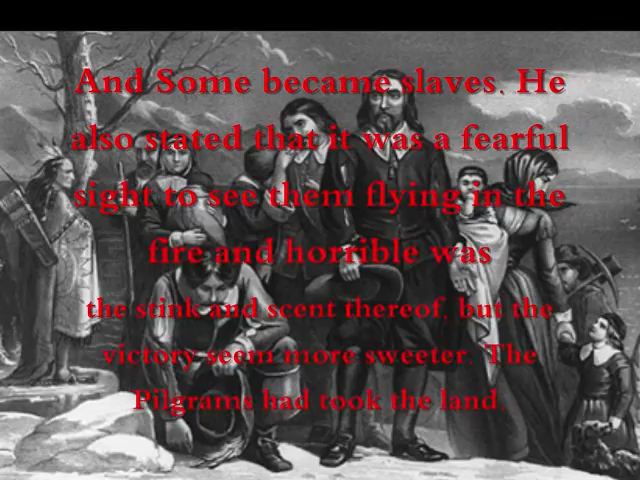 And Some became slaves. He
also stated that it was a fearful
sight to see them flying in the
fire and horrible was
the stink and scent thereof, but the
victory seem more sweeter. The
Pilgrams had took the land.